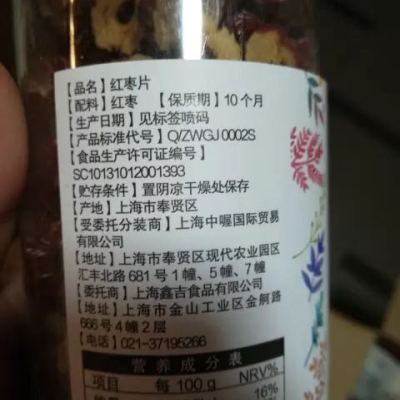 【品名】红枣片
【配料】红枣 【保质期】10个月
【生产日期】见标签喷码
【产品标准代号】Q/ZWGJ 0002S
【食品生产许可证编号】
SC10131012001393
【贮存条件】置阴凉干燥处保存
【产地】上海市奉贤区
【受委托分装商】上海中喔国际贸易
有限公司
【地址】上海市奉贤区现代农业园区
汇丰北路681号1幢、5幢、7幢
【委托商】上海鑫吉食品有限公司
【地址】上海市金山工业区金舸路
666号4幢2层
【电话】021-37195266
营养成分表
项目 每100g NRV%
16%